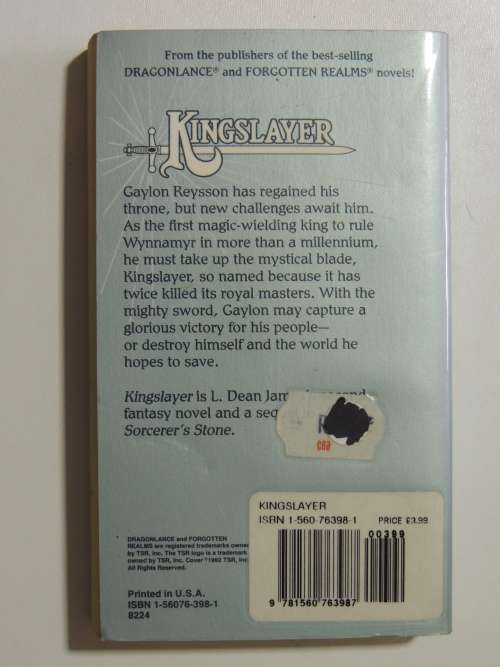 From the publishers of the best-selling
DRAGONLANCE® and FORGOTTEN REALMS® novels!
KINGSLAYER
Gaylon Reysson has regained his
throne, but new challenges await him.
As the first magic-wielding king to rule
Wynnamyr in more than a millennium,
he must take up the mystical blade,
Kingslayer, so named because it has
twice killed its royal masters. With the
mighty sword, Gaylon may capture a
glorious victory for his people—
or destroy himself and the world he
hopes to save.
Kingslayer is L. Dean
fantasy novel and a
Sorcerer's Stone.
KINGSLAYER
ISBN 1-560-76398-1 PRICE £3.99
00399
9 781560 763987
DRAGONLANCE and FORGOTTEN
REALMS are registered trademarks
by TSR, Inc. The TSR logo is a trademark
owned by TSR, Inc. Cover ©1992 TSR,
All Rights Reserved.
Printed in U.S.A.
ISBN 1-56076-398-1
8224